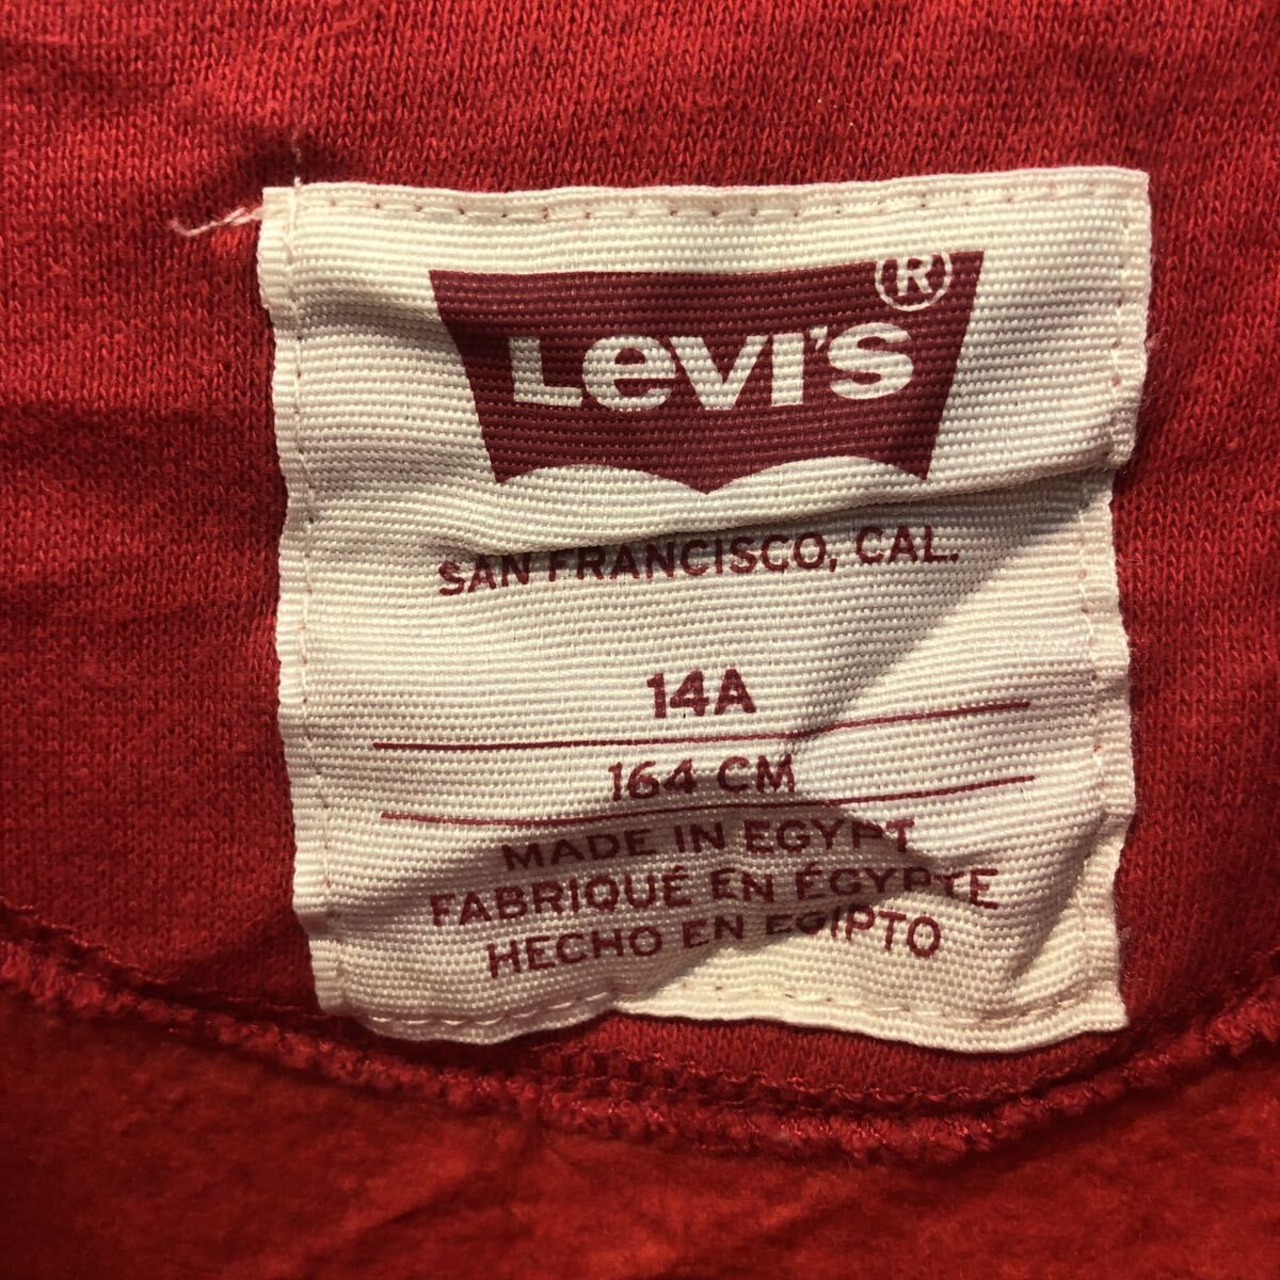 LEVI'S®
SAN FRANCISCO, CAL.
14A
164 CM
MADE IN EGYPT
FABRIQUÉ EN ÉGYPTE
HECHO EN EGIPTO